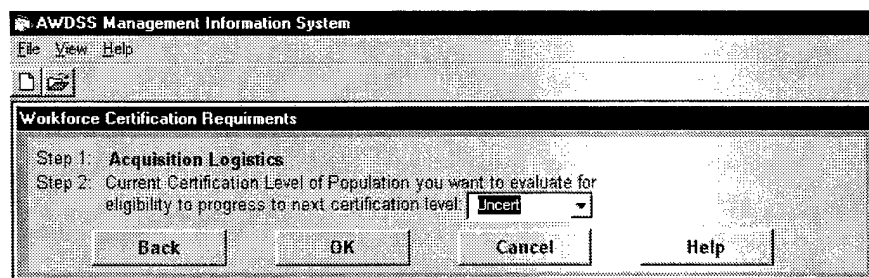 AWDSS Management Information System
File View Help
Workforce Certification Requirments
Step 1: Acquisition Logistics
Step 2: Current Certification Level of Population you want to evaluate for
eligibility to progress to next certification level: Uncert
Back OK Cancel Help